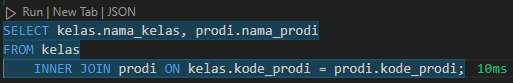 Run | New Tab | JSON
SELECT kelas.nama_kelas, prodi.nama_prodi
FROM kelas
INNER JOIN prodi ON kelas.kode_prodi = prodi.kode_prodi; 10ms